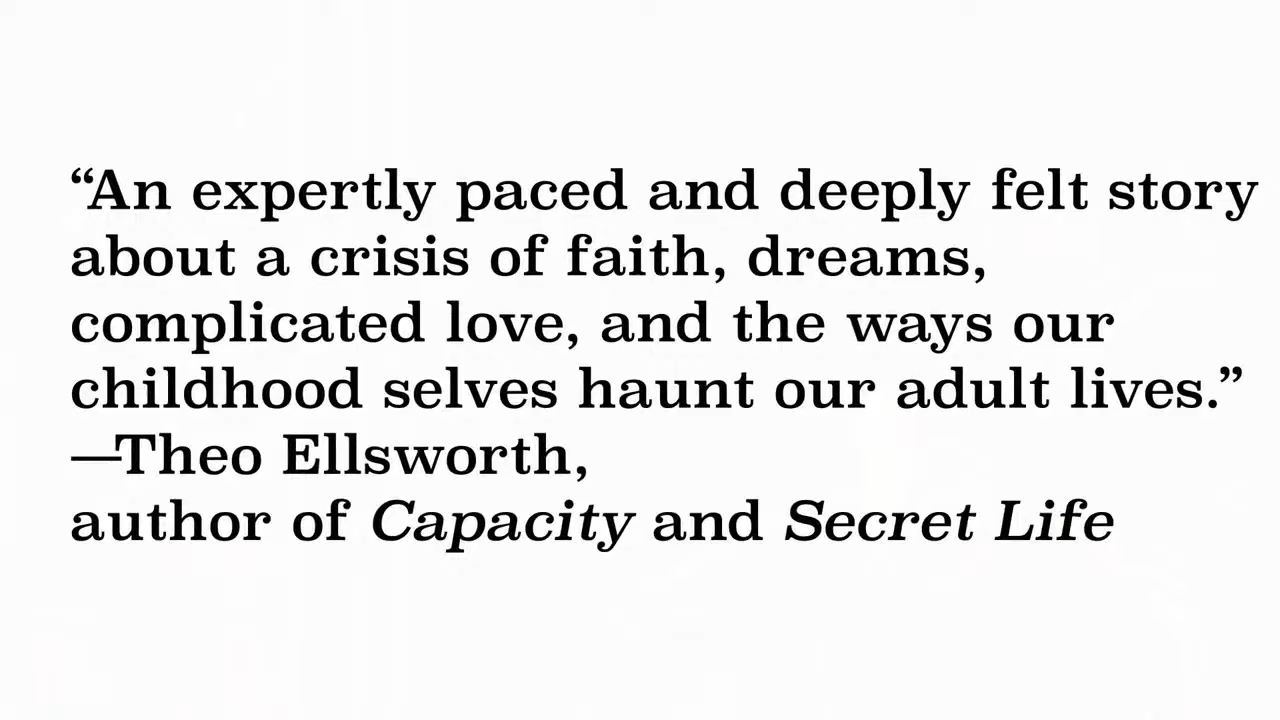 “An expertly paced and deeply felt story
about a crisis of faith, dreams,
complicated love, and the ways our
childhood selves haunt our adult lives.”
—Theo Ellsworth,
author of Capacity and Secret Life